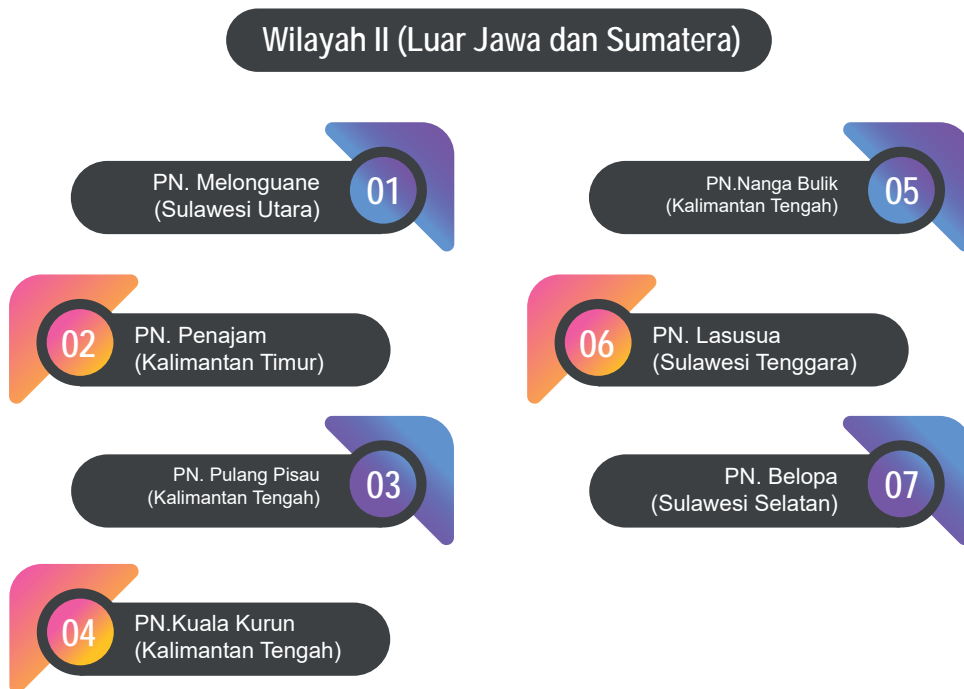 Wilayah II (Luar Jawa dan Sumatera)
PN. Melonguane
(Sulawesi Utara)
01
02
PN. Penajam
(Kalimantan Timur)
PN. Pulang Pisau
(Kalimantan Tengah)
03
04
PN.Kuala Kurun
(Kalimantan Tengah)
PN.Nanga Bulik
(Kalimantan Tengah)
05
06
PN. Lasusua
(Sulawesi Tenggara)
PN. Belopa
(Sulawesi Selatan)
07